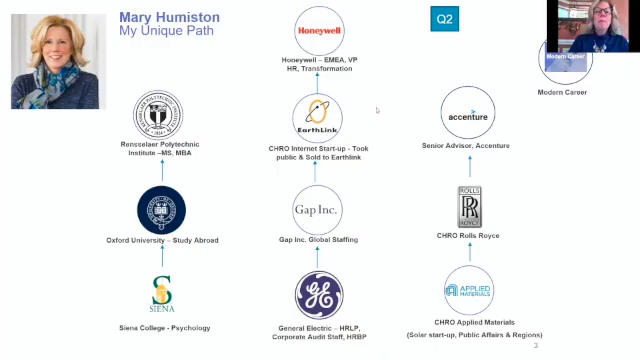 Mary Humiston
My Unique Path
Q2
Honeywell
Honeywell – EMEA, VP
HR, Transformation
Modern Career
Modern Career
Rensselaer Polytechnic
Institute –MS, MBA
EarthLink
CHRO Internet Start-up - Took
public & Sold to Earthlink
accenture
Senior Advisor, Accenture
Oxford University – Study Abroad
Gap Inc.
Gap Inc. Global Staffing
ROLLS
RR
ROYCE
CHRO Rolls Royce
SIENA
Siena College - Psychology
General Electric – HRLP,
Corporate Audit Staff, HRBP
APPLIED
MATERIALS
CHRO Applied Materials
(Solar start-up, Public Affairs & Regions)
3